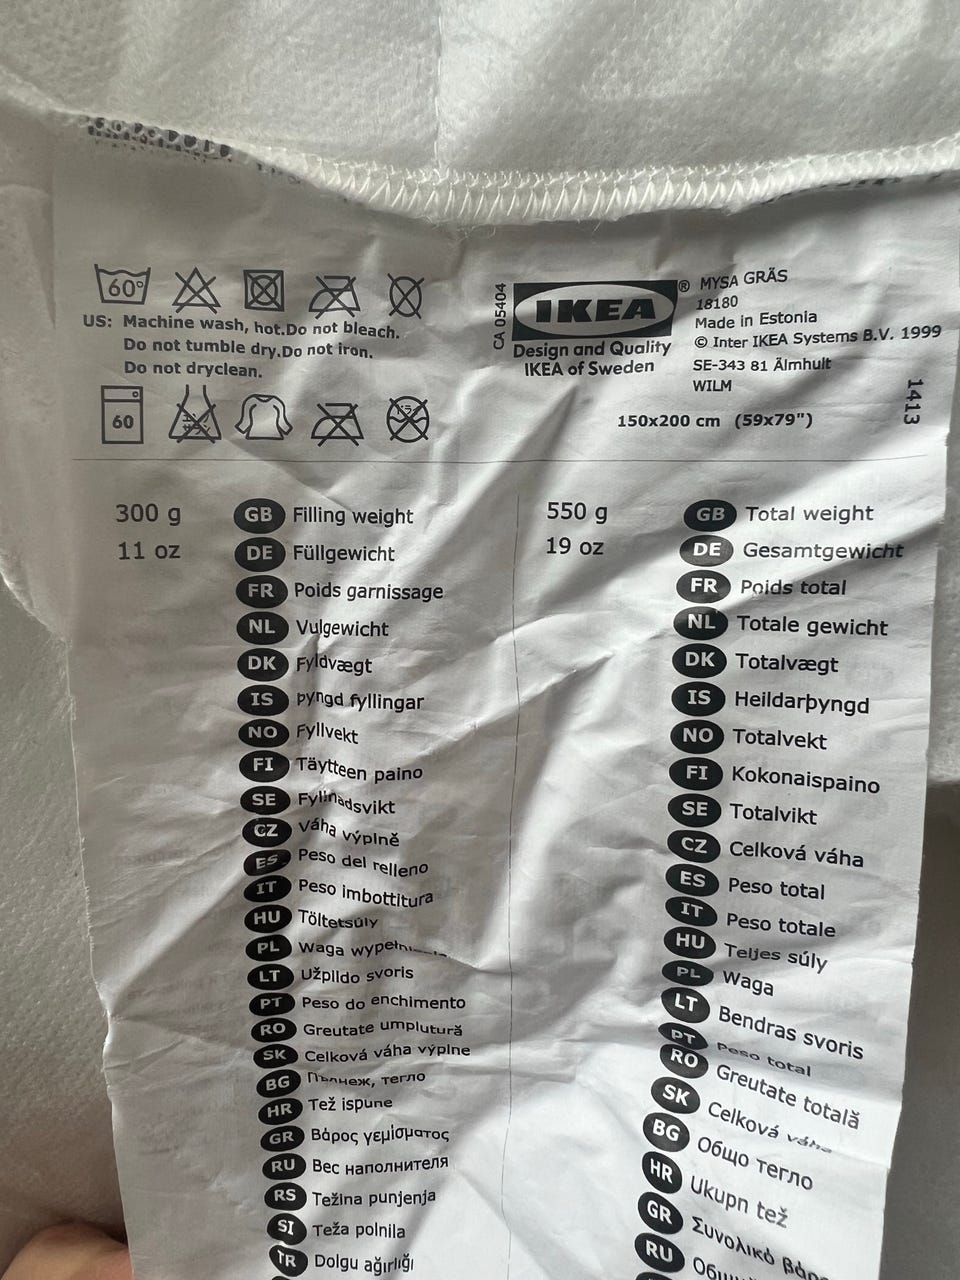 60°
US: Machine wash, hot.Do not bleach.
Do not tumble dry.Do not iron.
Do not dryclean.
60
CA 05404
IKEA®
Design and Quality
IKEA of Sweden
MYSA GRÄS
18180
Made in Estonia
© Inter IKEA Systems B.V. 1999
SE-343 81 Älmhult
WILM
1413
150x200 cm (59x79")
300 g
11 oz
GB Filling weight
DE Füllgewicht
FR Poids garnissage
NL Vulgewicht
DK Fyldvægt
IS Þyngd fyllingar
NO Fyllvekt
FI Täytteen paino
SE Fyllnadsvikt
CZ Váha výplně
ES Peso del relleno
IT Peso imbottitura
HU Töltetsúly
PL Waga
LT Užpildo svoris
PT Peso do enchimento
RO Greutate umplutură
SK Celková váha výplne
BG Пълнеж, тегло
HR Tež ispune
GR Βάρος γεμίσματος
RU Вес наполнителя
RS Težina punjenja
SI Teža polnila
TR Dolgu ağırlığı
550 g
19 oz
GB Total weight
DE Gesamtgewicht
FR Poids total
NL Totale gewicht
DK Totalvægt
IS Heildarþyngd
NO Totalvekt
FI Kokonaispaino
SE Totalvikt
CZ Celková váha
ES Peso total
IT Peso totale
HU Teljes súly
PL Waga
LT Bendras svoris
PT Peso total
RO Greutate totală
SK Celková váha
BG Общо тегло
HR Ukupn tež
GR Συνολικό
RU